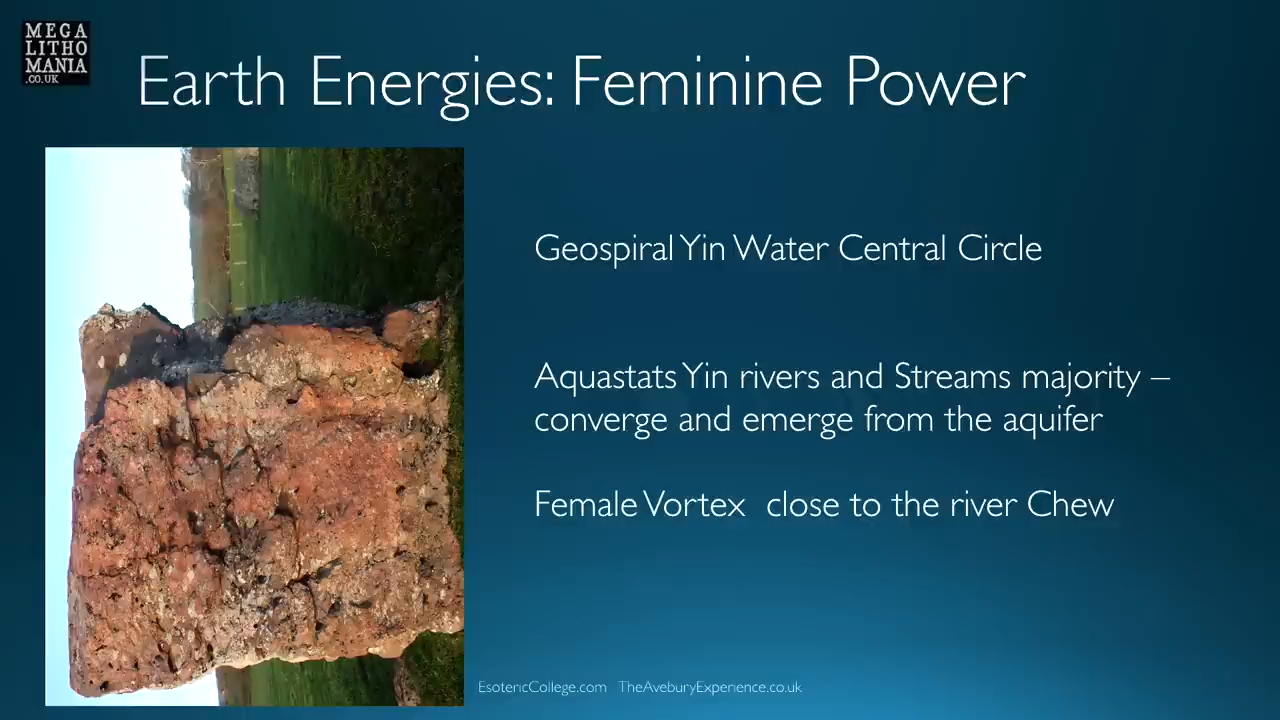 MEGA
LITHO
MANIA
.CO.UK
Earth Energies: Feminine Power
Geospiral Yin Water Central Circle
Aquastats Yin rivers and Streams majority –
converge and emerge from the aquifer
Female Vortex close to the river Chew
EsotericCollege.com TheAveburyExperience.co.uk